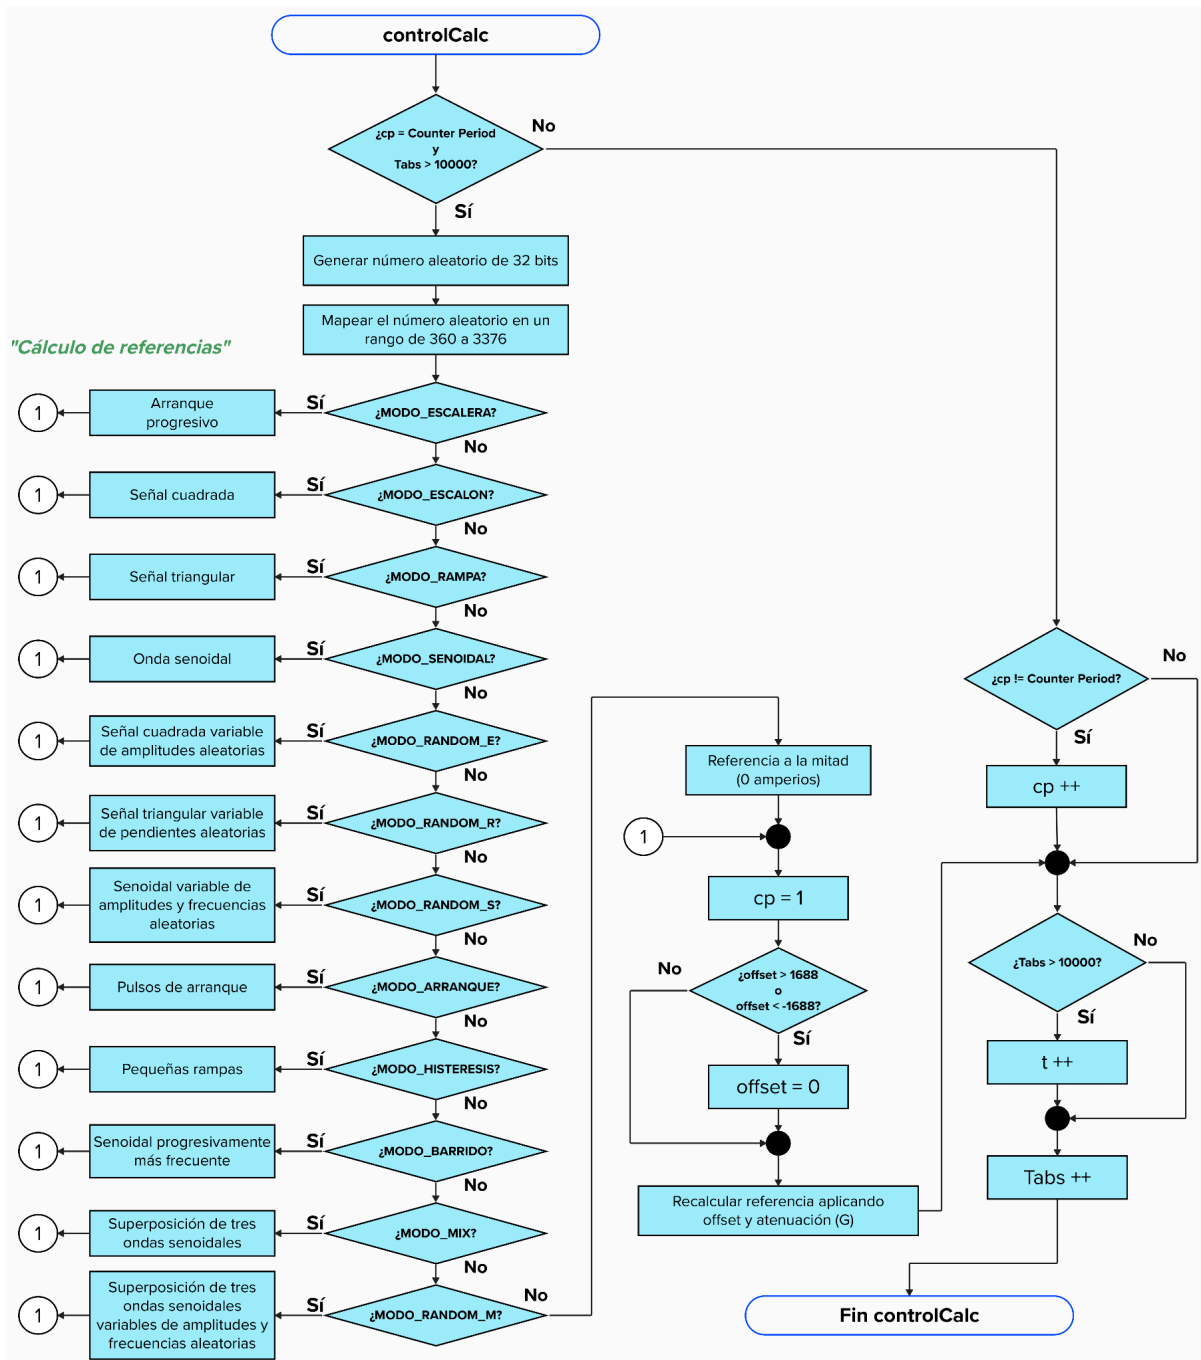 controlCalc
¿cp = Counter Period
y
Tabs > 10000?
No
Sí
Generar número aleatorio de 32 bits
Mapear el número aleatorio en un
rango de 360 a 3376
"Cálculo de referencias"
1
Arranque
progresivo
Sí
¿MODO_ESCALERA?
No
1
Señal cuadrada
Sí
¿MODO_ESCALON?
No
1
Señal triangular
Sí
¿MODO_RAMPA?
No
1
Onda senoidal
Sí
¿MODO_SENOIDAL?
No
1
Señal cuadrada variable
de amplitudes aleatorias
Sí
¿MODO_RANDOM_E?
No
1
Señal triangular variable
de pendientes aleatorias
Sí
¿MODO_RANDOM_R?
No
1
Senoidal variable de
amplitudes y frecuencias
aleatorias
Sí
¿MODO_RANDOM_S?
No
1
Pulsos de arranque
Sí
¿MODO_ARRANQUE?
No
1
Pequeñas rampas
Sí
¿MODO_HISTERESIS?
No
1
Senoidal progresivamente
más frecuente
Sí
¿MODO_BARRIDO?
No
1
Superposición de tres
ondas senoidales
Sí
¿MODO_MIX?
No
1
Superposición de tres
ondas senoidales
variables de amplitudes y
frecuencias aleatorias
Sí
¿MODO_RANDOM_M?
No
Referencia a la mitad
(0 amperios)
1
cp = 1
No
¿offset > 1688
o
offset < -1688?
Sí
offset = 0
Recalcular referencia aplicando
offset y atenuación (G)
¿cp != Counter Period?
No
Sí
cp ++
¿Tabs > 10000?
No
Sí
t ++
Tabs ++
Fin controlCalc